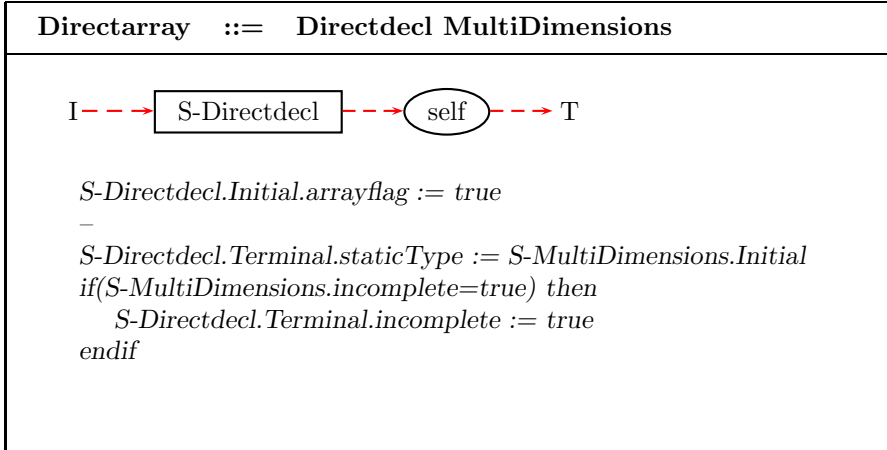 Directarray ::= Directdecl MultiDimensions
I S-Directdecl self T
S-Directdecl.Initial.arrayflag := true
–
S-Directdecl.Terminal.staticType := S-MultiDimensions.Initial
if(S-MultiDimensions.incomplete=true) then
S-Directdecl.Terminal.incomplete := true
endif